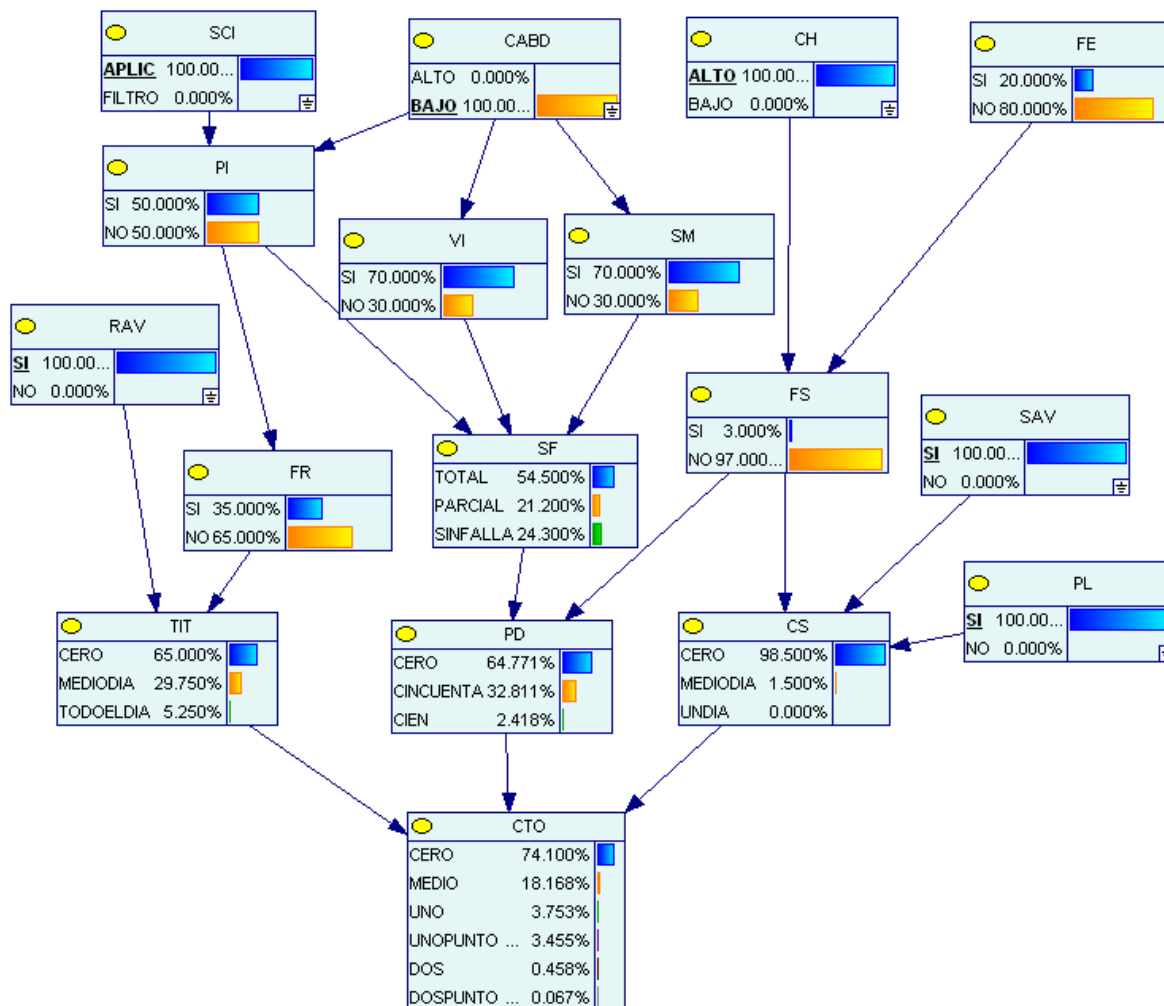 SCI
APLIC 100.00...
FILTRO 0.000%
CABD
ALTO 0.000%
BAJO 100.00...
CH
ALTO 100.00...
BAJO 0.000%
FE
SI 20.000%
NO 80.000%
PI
SI 50.000%
NO 50.000%
VI
SI 70.000%
NO 30.000%
SM
SI 70.000%
NO 30.000%
RAV
SI 100.00...
NO 0.000%
FS
SI 3.000%
NO 97.000...
SAV
SI 100.00...
NO 0.000%
FR
SI 35.000%
NO 65.000%
SF
TOTAL 54.500%
PARCIAL 21.200%
SINFALLA 24.300%
PL
SI 100.00...
NO 0.000%
TIT
CERO 65.000%
MEDIODIA 29.750%
TODOELDIA 5.250%
PD
CERO 64.771%
CINCUENTA 32.811%
CIEN 2.418%
CS
CERO 98.500%
MEDIODIA 1.500%
UNDIA 0.000%
CTO
CERO 74.100%
MEDIO 18.168%
UNO 3.753%
UNOPUNTO ... 3.455%
DOS 0.458%
DOSPUNTO ... 0.067%